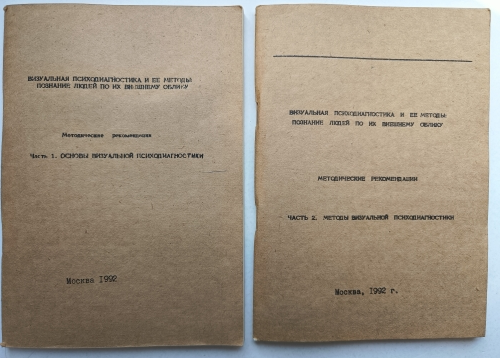 ВИЗУАЛЬНАЯ ПСИХОДИАГНОСТИКА И ЕЕ МЕТОДЫ:
ПОЗНАНИЕ ЛЮДЕЙ ПО ИХ ВНЕШНЕМУ ОБЛИКУ
Методические рекомендации
Часть 1. ОСНОВЫ ВИЗУАЛЬНОЙ ПСИХОДИАГНОСТИКИ
Москва 1992
ВИЗУАЛЬНАЯ ПСИХОДИАГНОСТИКА И ЕЕ МЕТОДЫ:
ПОЗНАНИЕ ЛЮДЕЙ ПО ИХ ВНЕШНЕМУ ОБЛИКУ
МЕТОДИЧЕСКИЕ РЕКОМЕНДАЦИИ
ЧАСТЬ 2. МЕТОДЫ ВИЗУАЛЬНОЙ ПСИХОДИАГНОСТИКИ
Москва, 1992 г.